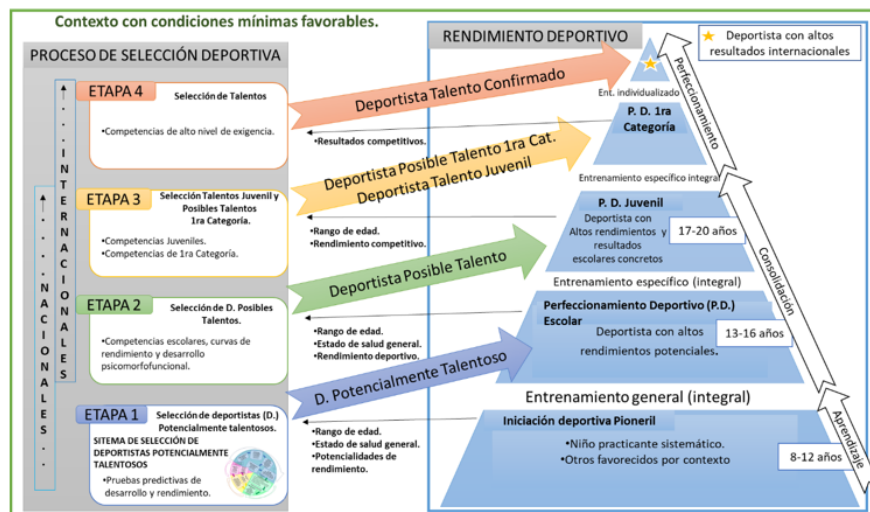 Contexto con condiciones mínimas favorables.
PROCESO DE SELECCIÓN DEPORTIVA
ETAPA 4
Selección de Talentos
•Competencias de alto nivel de exigencia.
ETAPA 3
Selección Talentos Juvenil y
Posibles Talentos
1ra Categoría.
•Competencias Juveniles.
•Competencias de 1ra Categoría.
ETAPA 2
Selección de D. Posibles
Talentos.
•Competencias escolares, curvas de
rendimiento y desarrollo
psicomorfofuncional.
ETAPA 1
Selección de deportistas (D.)
Potencialmente talentosos.
SITEMA DE SELECCIÓN DE
DEPORTISTAS POTENCIALMENTE
TALENTOSOS
•Pruebas predictivas de
desarrollo y rendimiento.
NACIONALES . .
. . . INTERNACIONALES
Deportista Talento Confirmado
•Resultados competitivos.
Deportista Posible Talento 1ra Cat.
Deportista Talento Juvenil
•Rango de edad.
•Rendimiento competitivo.
Deportista Posible Talento
•Rango de edad.
•Estado de salud general.
•Rendimiento deportivo.
D. Potencialmente Talentoso
•Rango de edad.
•Estado de salud general.
•Potencialidades de
rendimiento.
RENDIMIENTO DEPORTIVO
Deportista con altos
resultados internacionales
Ent. individualizado
P. D. 1ra
Categoría
Entrenamiento específico integral
P. D. Juvenil
Deportista con
Altos rendimientos y
resultados
escolares concretos
17-20 años
Entrenamiento específico (integral)
Perfeccionamiento Deportivo (P.D.)
Escolar
Deportista con altos
rendimientos potenciales.
13-16 años
Entrenamiento general (integral)
Iniciación deportiva Pioneril
•Niño practicante sistemático.
•Otros favorecidos por contexto
8-12 años
Perfeccionamiento
Consolidación
Aprendizaje